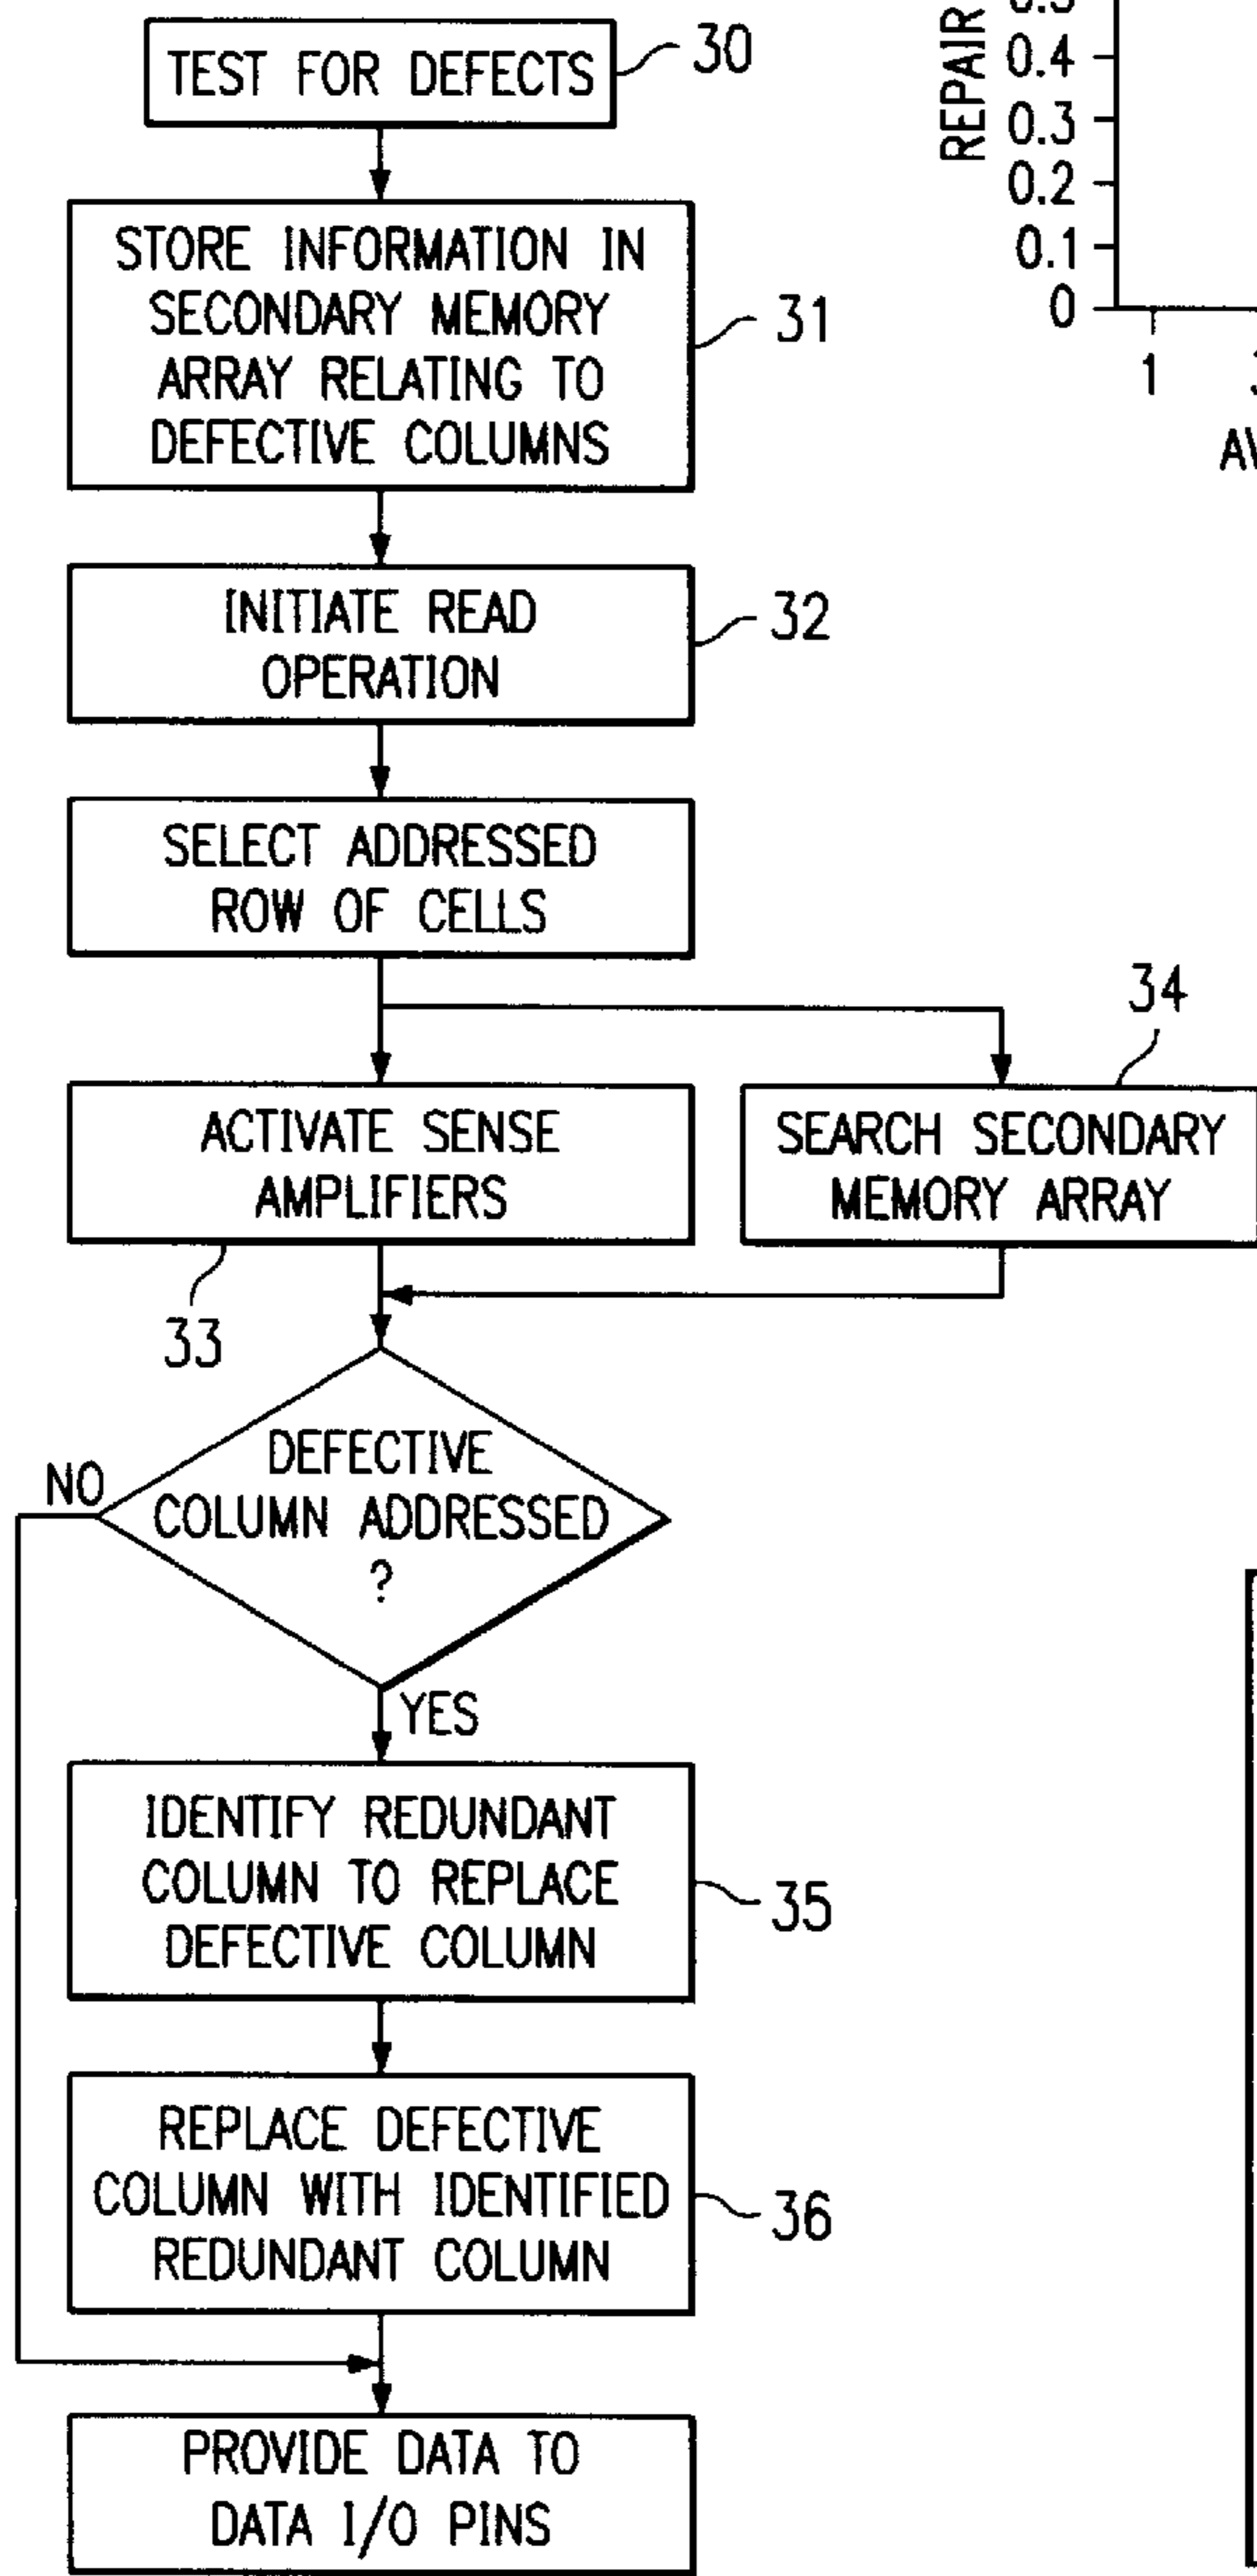 TEST FOR DEFECTS
30
STORE INFORMATION IN
SECONDARY MEMORY
ARRAY RELATING TO
DEFECTIVE COLUMNS
31
INITIATE READ
OPERATION
32
SELECT ADDRESSED
ROW OF CELLS
ACTIVATE SENSE
AMPLIFIERS
33
34
SEARCH SECONDARY
MEMORY ARRAY
DEFECTIVE
COLUMN ADDRESSED
?
NO
YES
IDENTIFY REDUNDANT
COLUMN TO REPLACE
DEFECTIVE COLUMN
35
REPLACE DEFECTIVE
COLUMN WITH IDENTIFIED
REDUNDANT COLUMN
36
PROVIDE DATA TO
DATA I/O PINS
REPAIR
0.4
0.3
0.2
0.1
0
1